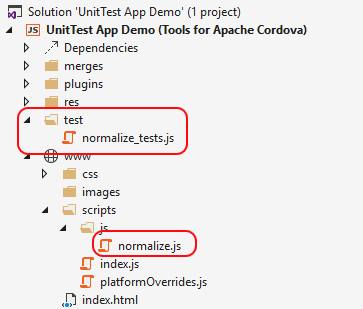 Solution 'UnitTest App Demo' (1 project)
JS UnitTest App Demo (Tools for Apache Cordova)
Dependencies
merges
plugins
res
test
normalize_tests.js
www
css
images
scripts
js
normalize.js
index.js
platformOverrides.js
index.html